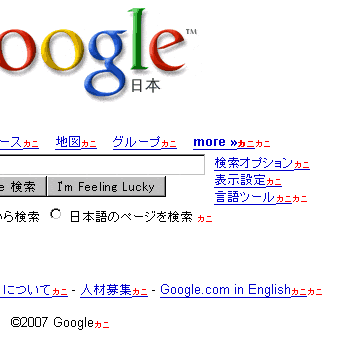 oogle™
日本
ースカニ 地図カニ グループカニ more »カニカニ
検索オプションカニ
表示設定カニ
言語ツールカニカニ
e 検索 I'm Feeling Lucky
から検索 日本語のページを検索 カニ
についてカニ - 人材募集カニ - Google.com in Englishカニカニ
©2007 Googleカニ